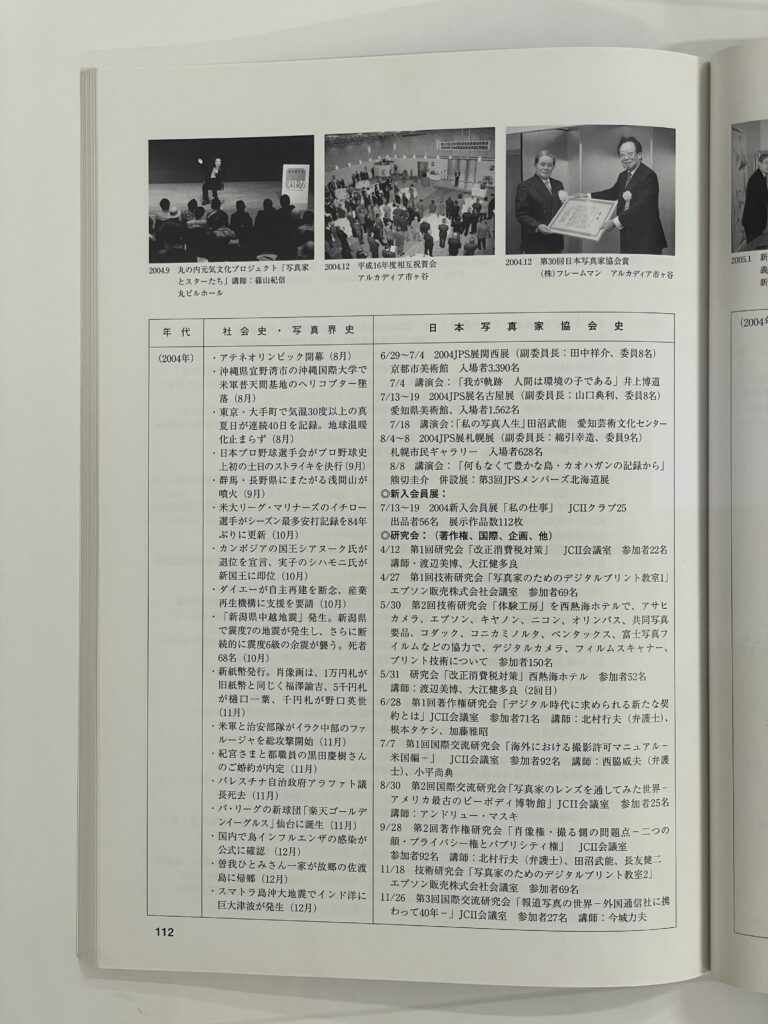 2004.9 丸の内元気文化プロジェクト「写真家
とスターたち」講師：篠山紀信
丸ビルホール
2004.12 平成16年度相互祝賀会
アルカディア市ヶ谷
2004.12 第30回日本写真家協会賞
(株)フレームマン アルカディア市ヶ谷
2005.1 新
年代
社会史・写真界史
日本写真家協会史
(2004年)
・アテネオリンピック開幕（8月）
・沖縄県宜野湾市の沖縄国際大学で
米軍普天間基地のヘリコプター墜
落（8月）
・東京・大手町で気温30度以上の真
夏日が連続40日を記録。地球温暖
化止まらず（8月）
・日本プロ野球選手会がプロ野球史
上初の土日のストライキを決行(9月)
・群馬・長野県にまたがる浅間山が
噴火（9月）
・米大リーグ・マリナーズのイチロー
選手がシーズン最多安打記録を84年
ぶりに更新（10月）
・カンボジアの国王シアヌーク氏が
退位を宣言、実子のシハモニ氏が
新国王に即位（10月）
・ダイエーが自主再建を断念、産業
再生機構に支援を要請（10月）
・「新潟県中越地震」発生。新潟県
で震度7の地震が発生し、さらに断
続的に震度6級の余震が襲う。死者
68名（10月）
・新紙幣発行。肖像画は、1万円札が
旧紙幣と同じく福澤諭吉、5千円札
が樋口一葉、千円札が野口英世
（11月）
・米軍と治安部隊がイラク中部のファ
ルージャを総攻撃開始（11月）
・紀宮さまと都職員の黒田慶樹さん
のご婚約が内定（11月）
・パレスチナ自治政府アラファト議
長死去（11月）
・パ・リーグの新球団「楽天ゴールデ
ンイーグルス」仙台に誕生（11月）
・国内で鳥インフルエンザの感染が
公式に確認（12月）
・曽我ひとみさん一家が故郷の佐渡
島に帰郷（12月）
・スマトラ島沖大地震でインド洋に
巨大津波が発生（12月）
6/29～7/4 2004JPS展関西展（副委員長：田中祥介、委員8名）
京都市美術館 入場者3,390名
7/4 講演会：「我が軌跡 人間は環境の子である」井上博道
7/13～19 2004JPS展名古屋展（副委員長：山口典利、委員8名）
愛知県美術館、入場者1,562名
7/18 講演会：「私の写真人生」田沼武能 愛知芸術文化センター
8/4～8 2004JPS展札幌展（副委員長：綿引幸造、委員9名）
札幌市民ギャラリー 入場者628名
8/8 講演会：「何もなくて豊かな島・カオハガンの記録から」
熊切圭介 併設展：第3回JPSメンバーズ北海道展
◎新入会員展：
7/13～19 2004新入会員展「私の仕事」 JCIIクラブ25
出品者56名 展示作品数112枚
◎研究会：（著作権、国際、企画、他）
4/12 第1回研究会「改正消費税対策」 JCII会議室 参加者22名
講師・渡辺美博、大江健多良
4/27 第1回技術研究会「写真家のためのデジタルプリント教室1」
エプソン販売株式会社会議室 参加者69名
5/30 第2回技術研究会「体験工房」を西熱海ホテルで、アサヒ
カメラ、エプソン、キヤノン、ニコン、オリンパス、共同写真
要品、コダック、コニカミノルタ、ペンタックス、富士写真フ
イルムなどの協力で、デジタルカメラ、フィルムスキャナー、
プリント技術について 参加者150名
5/31 研究会「改正消費税対策」西熱海ホテル 参加者52名
講師：渡辺美博、大江健多良（2回目）
6/28 第1回著作権研究会「デジタル時代に求められる新たな契
約とは」JCII会議室 参加者71名 講師：北村行夫（弁護士）、
根本タケシ、加藤雅昭
7/7 第1回国際交流研究会「海外における撮影許可マニュアル－
米国編－」 JCII会議室 参加者92名 講師：西脇威夫（弁護
士）、小平尚典
8/30 第2回国際交流研究会「写真家のレンズを通してみた世界－
アメリカ最古のピーボディ博物館」JCII会議室 参加者25名
講師：アンドリュー・マスキ
9/28 第2回著作権研究会「肖像権・撮る側の問題点－二つの
顔・プライバシー権とパブリシティ権」 JCII会議室
参加者92名 講師：北村行夫（弁護士）、田沼武能、長友健二
11/18 技術研究会「写真家のためのデジタルプリント教室2」
エプソン販売株式会社会議室 参加者69名
11/26 第3回国際交流研究会「報道写真の世界－外国通信社に携
わって40年－」JCII会議室 参加者27名 講師：今城力夫
(2004年
112